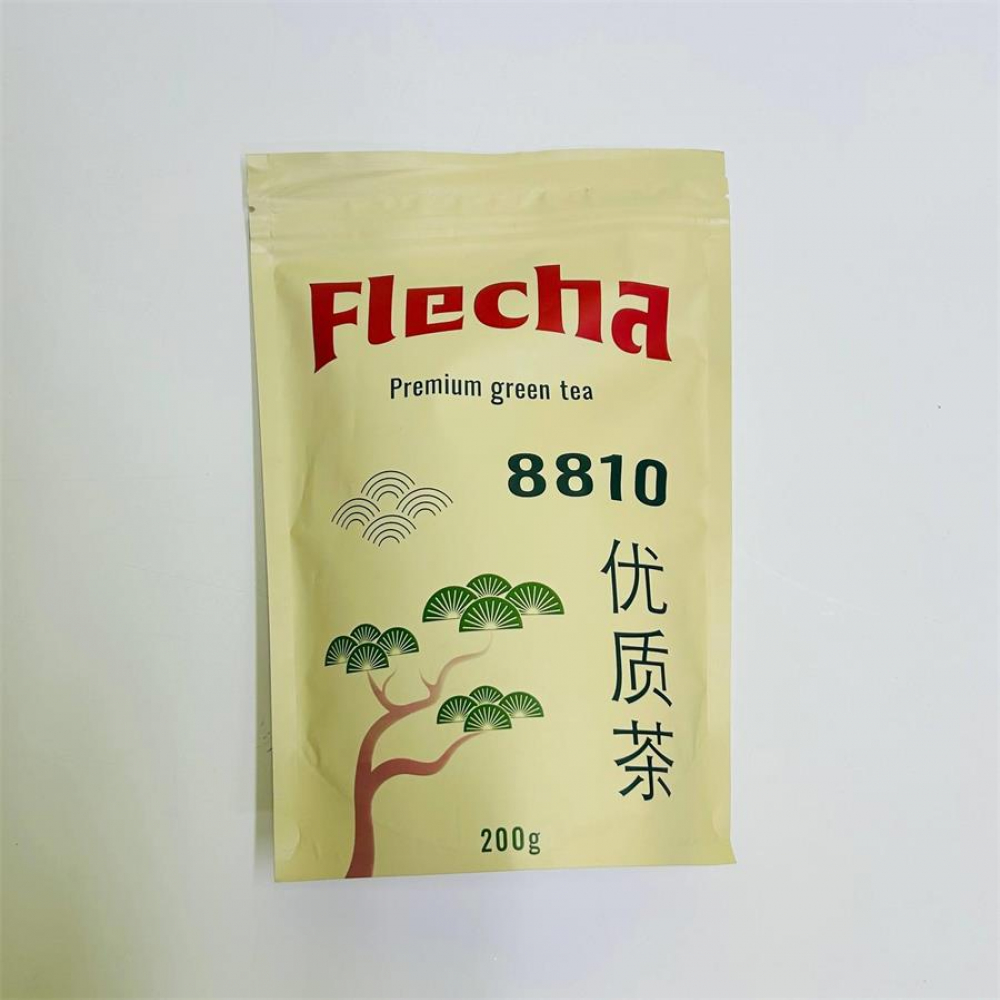 Flecha
Premium green tea
8810
优质茶
200g